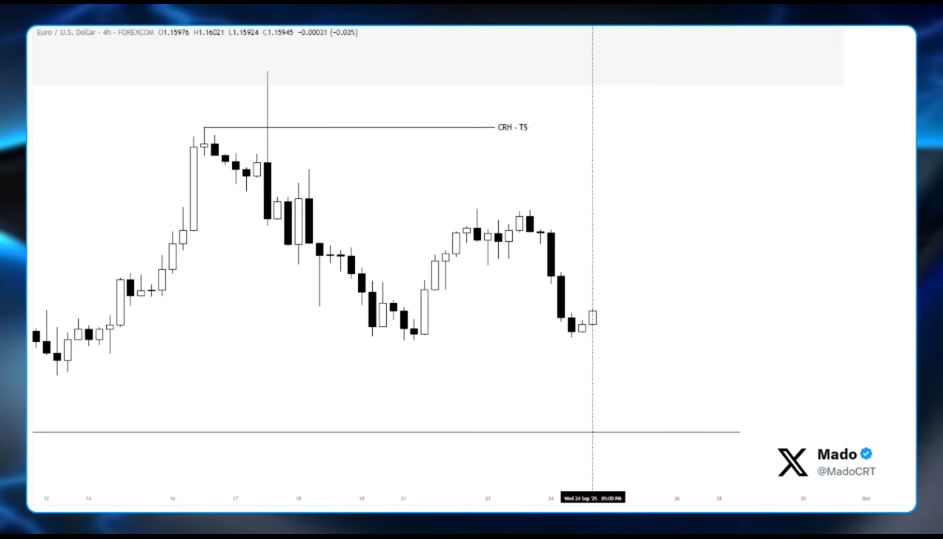 Euro / U.S. Dollar - 4h - FOREXCOM O1.15976 H1.16021 L1.15924 C1.15945 -0.00031 (-0.03%)
CRH - TS
Mado
@MadoCRT
12 14 16 17 18 19 21 23 24 Wed 24 Sep '25 05:00 PM 26 28 30 Oct